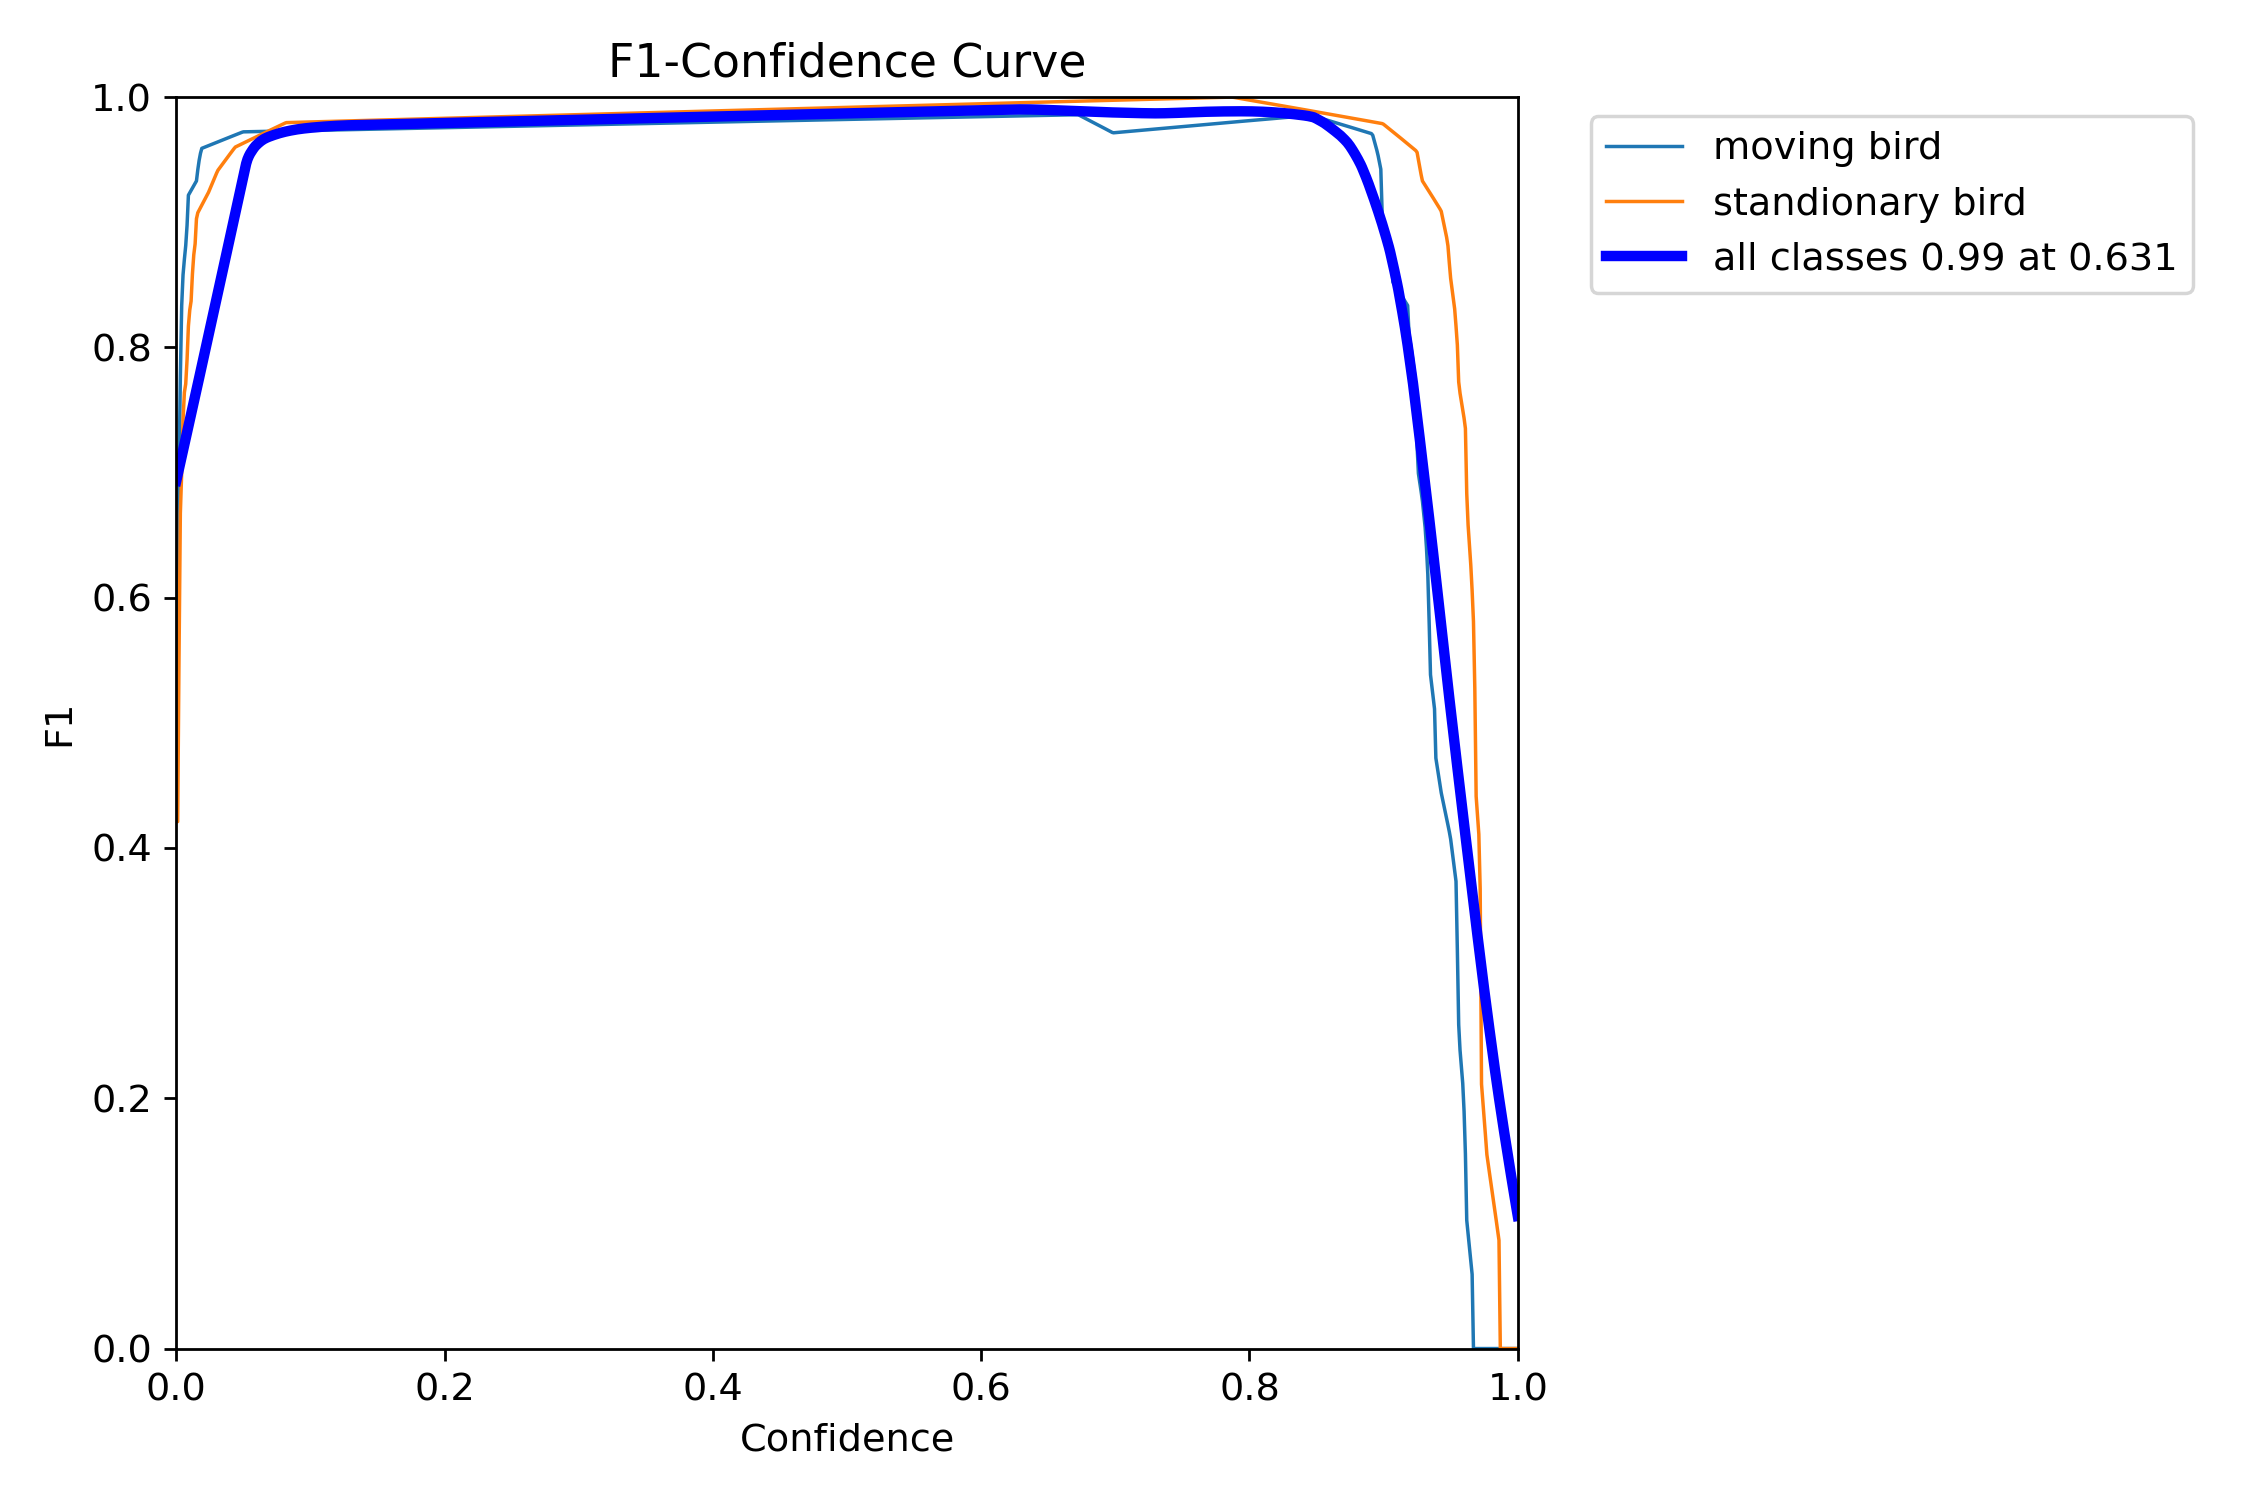 F1-Confidence Curve
1.0
0.8
0.6
0.4
0.2
0.0
F1
0.0 0.2 0.4 0.6 0.8 1.0
Confidence
moving bird
standionary bird
all classes 0.99 at 0.631